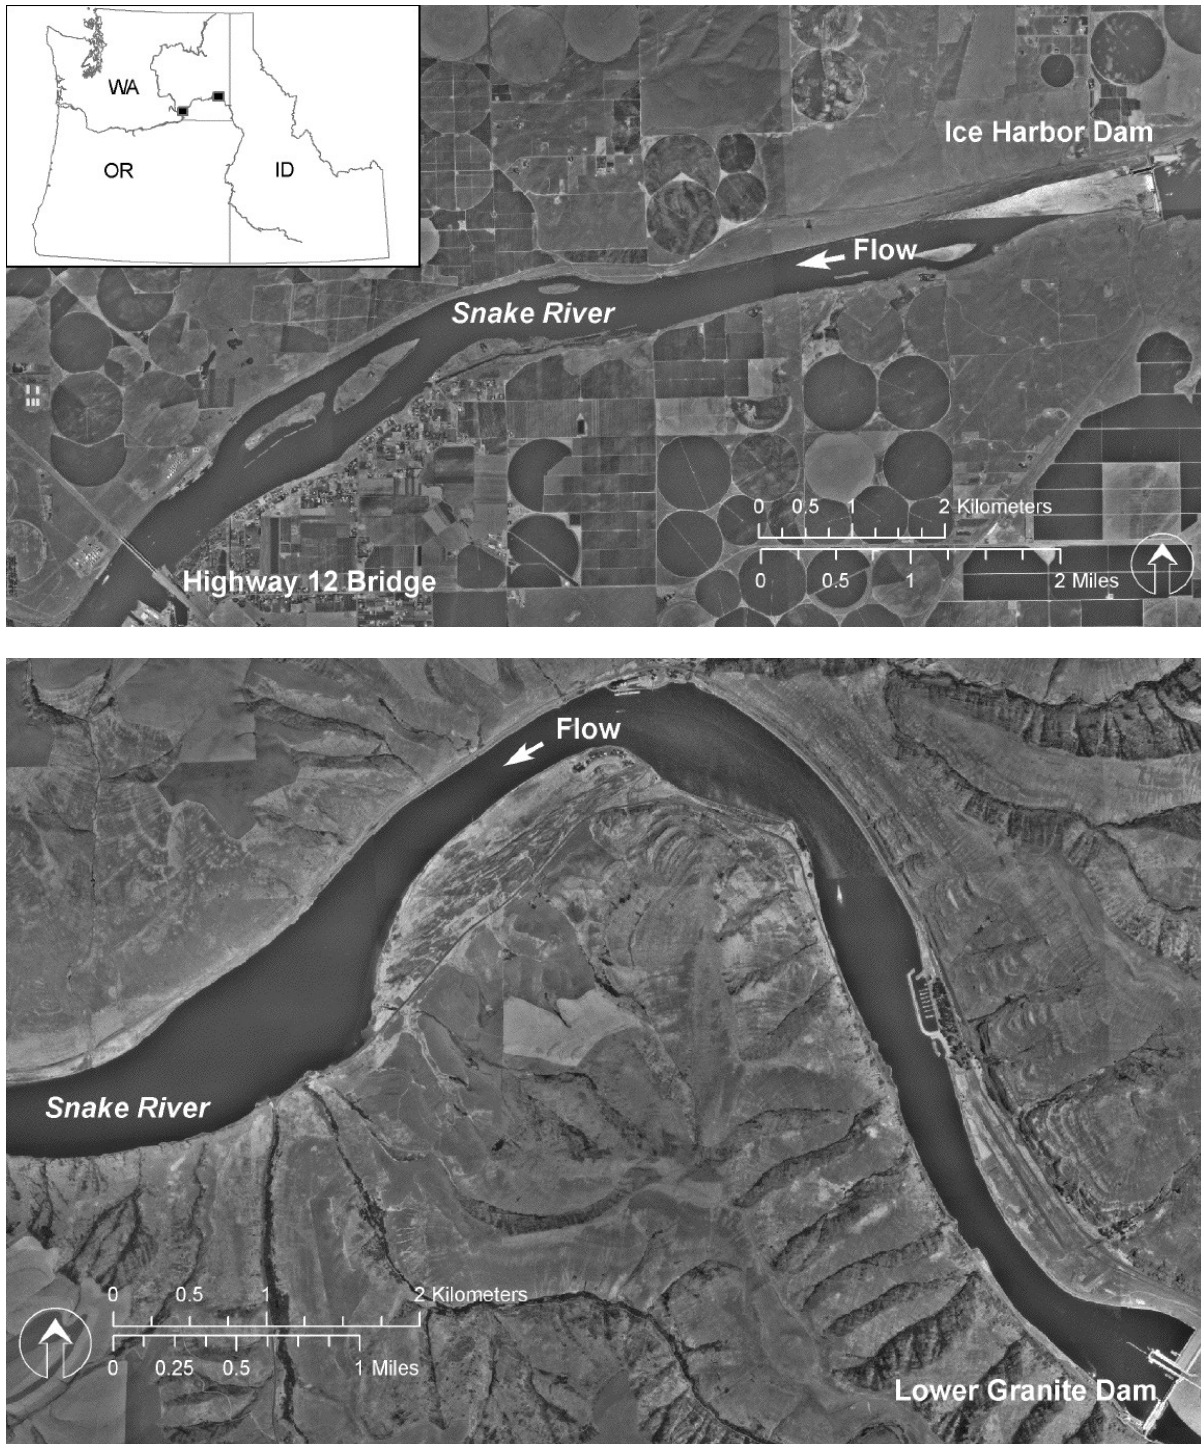 WA
OR
ID
Ice Harbor Dam
Flow
Snake River
0 0.5 1 2 Kilometers
0 0.5 1 2 Miles
Highway 12 Bridge
Flow
Snake River
0 0.5 1 2 Kilometers
0 0.25 0.5 1 Miles
Lower Granite Dam